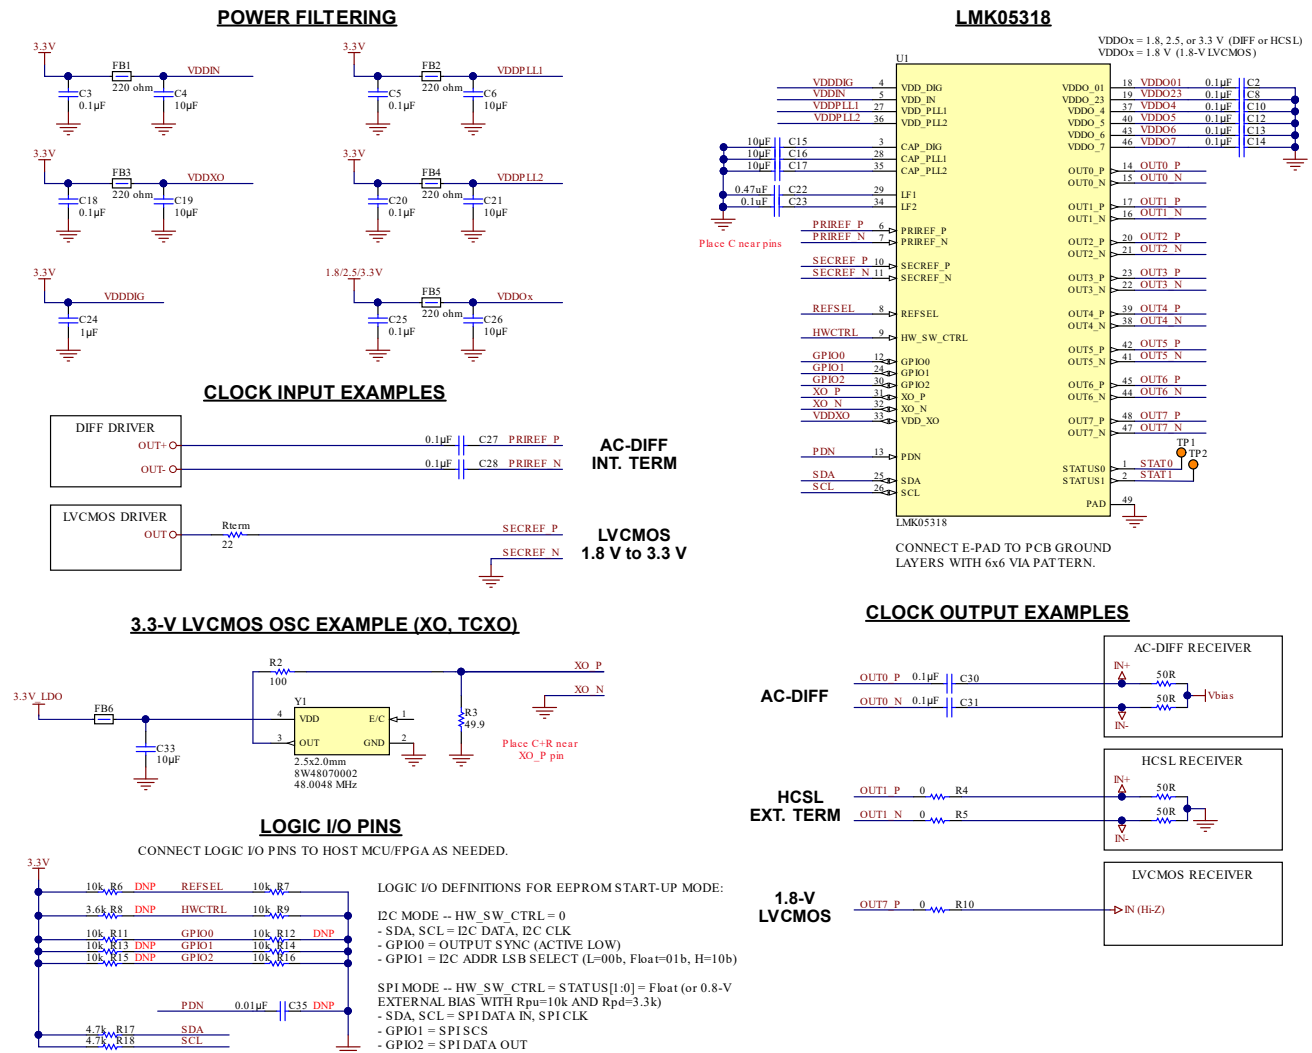 POWER FILTERING
3.3V
FB1
VDDIN
220 ohm
C3
0.1µF
C4
10µF
3.3V
FB2
VDDPLL1
220 ohm
C5
0.1µF
C6
10µF
3.3V
FB3
VDDXO
220 ohm
C18
0.1µF
C19
10µF
3.3V
FB4
VDDPLL2
220 ohm
C20
0.1µF
C21
10µF
3.3V
VDDDIG
C24
1µF
1.8/2.5/3.3V
FB5
VDDOx
220 ohm
C25
0.1µF
C26
10µF
LMK05318
VDDOx = 1.8, 2.5, or 3.3 V (DIFF or HCSL)
VDDOx = 1.8 V (1.8-V LVCMOS)
U1
VDDDIG 4 VDD_DIG
VDDIN 5 VDD_IN
VDDPLL1 27 VDD_PLL1
VDDPLL2 36 VDD_PLL2
10µF C15 3 CAP_DIG
10µF C16 28 CAP_PLL1
10µF C17 35 CAP_PLL2
0.47uF C22 29 LF1
0.1uF C23 34 LF2
Place C near pins
PRIREF_P 6 PRIREF_P
PRIREF_N 7 PRIREF_N
SECREF_P 10 SECREF_P
SECREF_N 11 SECREF_N
REFSEL 8 REFSEL
HWCTRL 9 HW_SW_CTRL
GPIO0 12 GPIO0
GPIO1 24 GPIO1
GPIO2 30 GPIO2
XO_P 31 XO_P
XO_N 32 XO_N
VDDXO 33 VDD_XO
PDN 13 PDN
SDA 25 SDA
SCL 26 SCL
VDDO_01 18 VDDO01 0.1µF C2
VDDO_23 19 VDDO23 0.1µF C8
VDDO_4 37 VDDO4 0.1µF C10
VDDO_5 40 VDDO5 0.1µF C12
VDDO_6 43 VDDO6 0.1µF C13
VDDO_7 46 VDDO7 0.1µF C14
OUT0_P 14 OUT0_P
OUT0_N 15 OUT0_N
OUT1_P 17 OUT1_P
OUT1_N 16 OUT1_N
OUT2_P 20 OUT2_P
OUT2_N 21 OUT2_N
OUT3_P 23 OUT3_P
OUT3_N 22 OUT3_N
OUT4_P 39 OUT4_P
OUT4_N 38 OUT4_N
OUT5_P 42 OUT5_P
OUT5_N 41 OUT5_N
OUT6_P 45 OUT6_P
OUT6_N 44 OUT6_N
OUT7_P 48 OUT7_P
OUT7_N 47 OUT7_N
TP1
TP2
STATUS0 1 STAT0
STATUS1 2 STAT1
PAD 49
LMK05318
CONNECT E-PAD TO PCB GROUND
LAYERS WITH 6x6 VIA PATTERN.
CLOCK INPUT EXAMPLES
DIFF DRIVER
OUT+ 0.1µF C27 PRIREF_P
OUT- 0.1µF C28 PRIREF_N
AC-DIFF
INT. TERM
LVCMOS DRIVER
OUT
Rterm
22
SECREF_P
SECREF_N
LVCMOS
1.8 V to 3.3 V
3.3-V LVCMOS OSC EXAMPLE (XO, TCXO)
3.3V_LDO
FB6
C33
10µF
R2
100
Y1
4 VDD E/C 1
3 OUT GND 2
2.5x2.0mm
8W48070002
48.0048 MHz
R3
49.9
XO_P
XO_N
Place C+R near
XO_P pin
CLOCK OUTPUT EXAMPLES
AC-DIFF
OUT0_P 0.1µF C30
OUT0_N 0.1µF C31
AC-DIFF RECEIVER
IN+
50R
50R
Vbias
IN-
HCSL
EXT. TERM
OUT1_P 0 R4
OUT1_N 0 R5
HCSL RECEIVER
IN+
50R
50R
IN-
1.8-V
LVCMOS
OUT7_P 0 R10
LVCMOS RECEIVER
IN (Hi-Z)
LOGIC I/O PINS
CONNECT LOGIC I/O PINS TO HOST MCU/FPGA AS NEEDED.
3.3V
10k R6 DNP REFSEL 10k R7
3.6k R8 DNP HWCTRL 10k R9
10k R11 GPIO0 10k R12 DNP
10k R13 DNP GPIO1 10k R14
10k R15 DNP GPIO2 10k R16
PDN 0.01µF C35 DNP
4.7k R17 SDA
4.7k R18 SCL
LOGIC I/O DEFINITIONS FOR EEPROM START-UP MODE:
I2C MODE -- HW_SW_CTRL = 0
- SDA, SCL = I2C DATA, I2C CLK
- GPIO0 = OUTPUT SYNC (ACTIVE LOW)
- GPIO1 = I2C ADDR LSB SELECT (L=00b, Float=01b, H=10b)
SPI MODE -- HW_SW_CTRL = STATUS[1:0] = Float (or 0.8-V
EXTERNAL BIAS WITH Rpu=10k AND Rpd=3.3k)
- SDA, SCL = SPI DATA IN, SPI CLK
- GPIO1 = SPI SCS
- GPIO2 = SPI DATA OUT